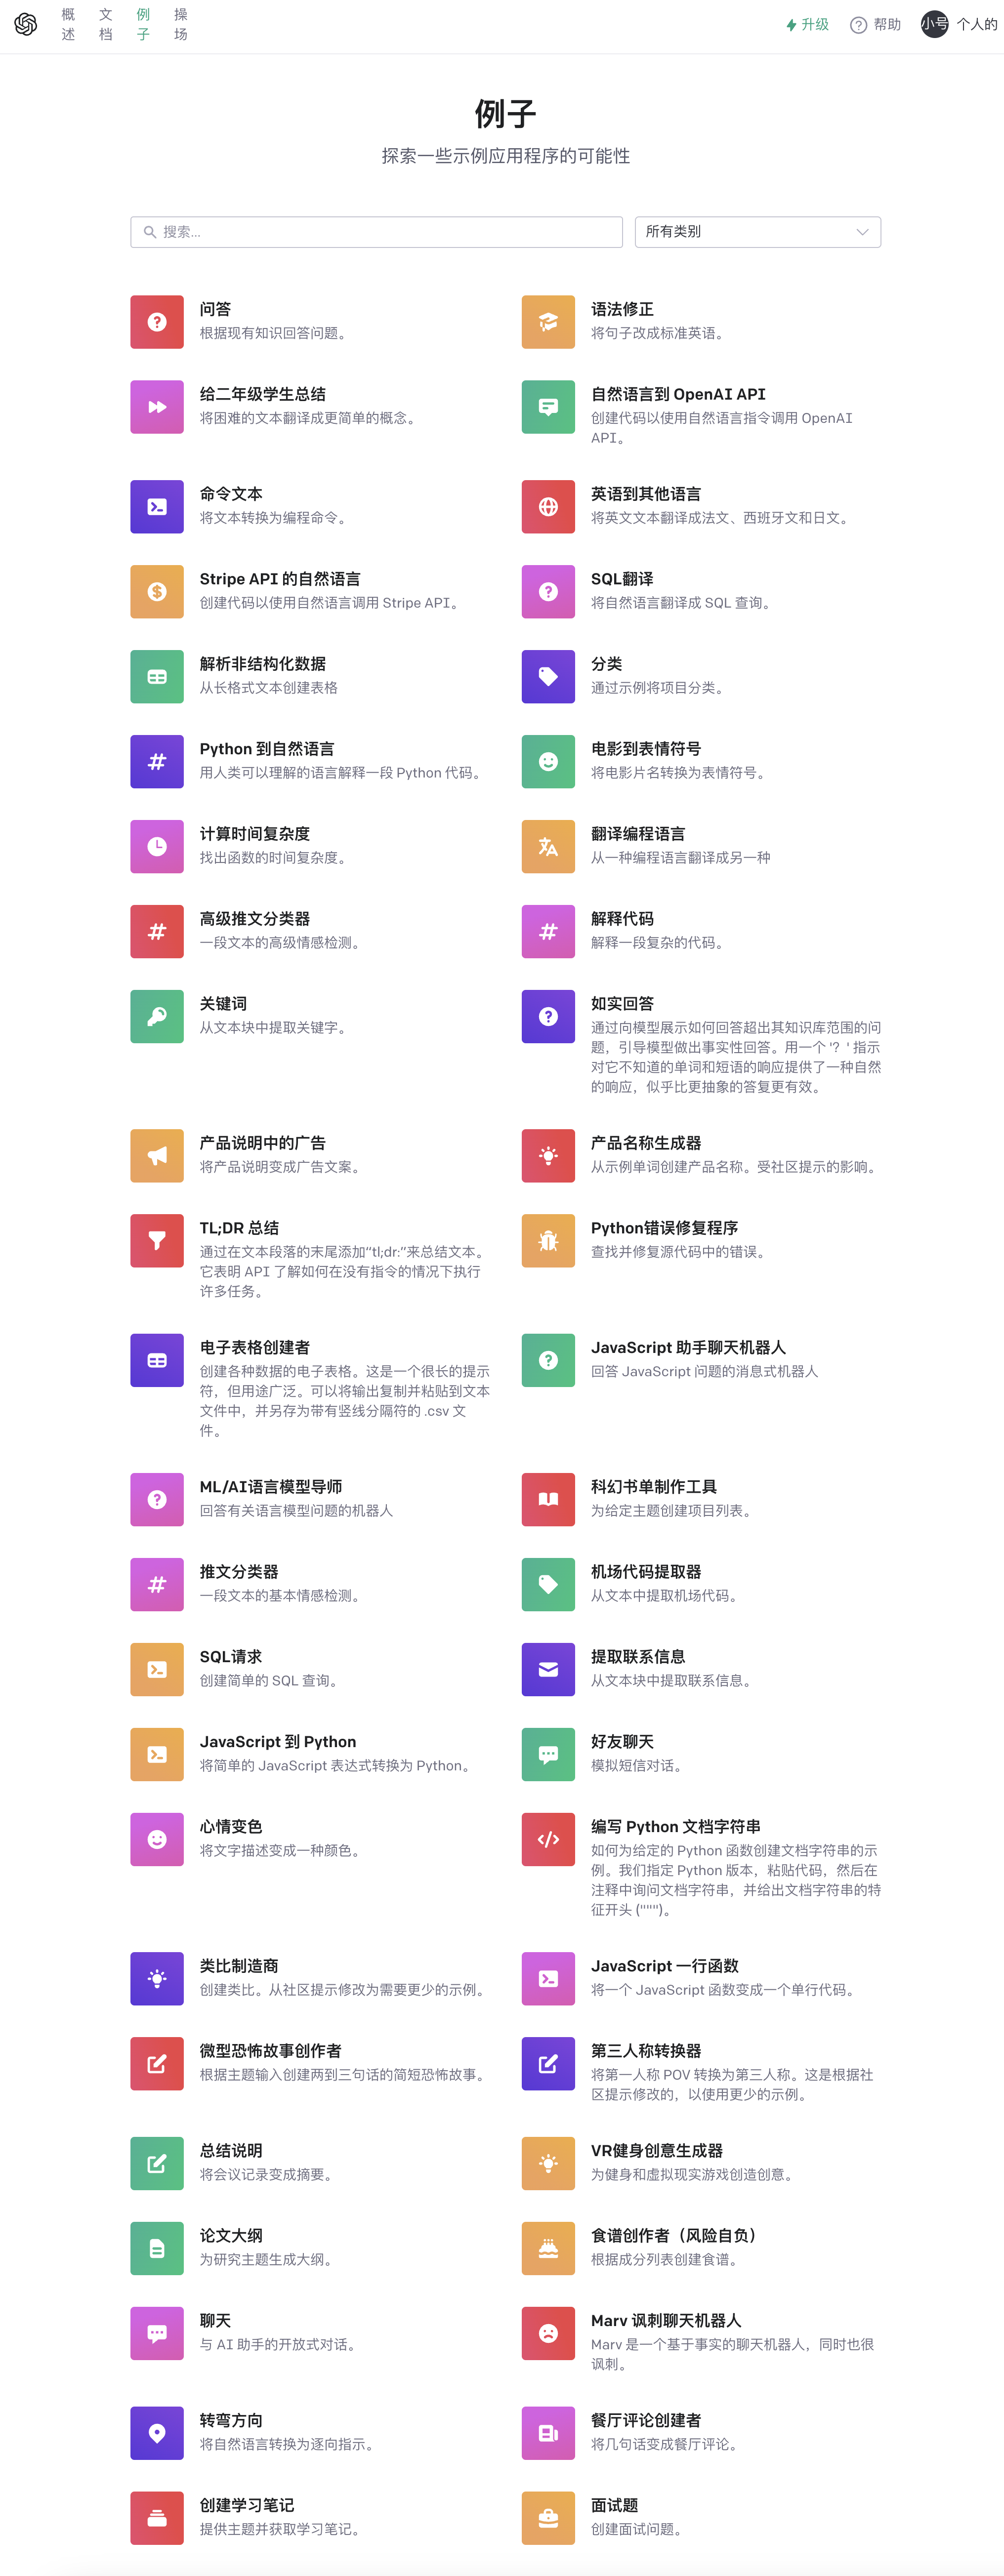 概述
文档
例子
操场
升级
帮助
小号
个人的
例子
探索一些示例应用程序的可能性
搜索...
所有类别
问答
根据现有知识回答问题。
语法修正
将句子改成标准英语。
给二年级学生总结
将困难的文本翻译成更简单的概念。
自然语言到 OpenAI API
创建代码以使用自然语言指令调用 OpenAI
API。
命令文本
将文本转换为编程命令。
英语到其他语言
将英文文本翻译成法文、西班牙文和日文。
Stripe API 的自然语言
创建代码以使用自然语言调用 Stripe API。
SQL翻译
将自然语言翻译成 SQL 查询。
解析非结构化数据
从长格式文本创建表格
分类
通过示例将项目分类。
Python 到自然语言
用人类可以理解的语言解释一段 Python 代码。
电影到表情符号
将电影片名转换为表情符号。
计算时间复杂度
找出函数的时间复杂度。
翻译编程语言
从一种编程语言翻译成另一种
高级推文分类器
一段文本的高级情感检测。
解释代码
解释一段复杂的代码。
关键词
从文本块中提取关键字。
如实回答
通过向模型展示如何回答超出其知识库范围的问
题，引导模型做出事实性回答。用一个 '？' 指示
对它不知道的单词和短语的响应提供了一种自然
的响应，似乎比更抽象的答复更有效。
产品说明中的广告
将产品说明变成广告文案。
产品名称生成器
从示例单词创建产品名称。受社区提示的影响。
TL;DR 总结
通过在文本段落的末尾添加“tl;dr:”来总结文本。
它表明 API 了解如何在没有指令的情况下执行
许多任务。
Python错误修复程序
查找并修复源代码中的错误。
电子表格创建者
创建各种数据的电子表格。这是一个很长的提示
符，但用途广泛。可以将输出复制并粘贴到文本
文件中，并另存为带有竖线分隔符的 .csv 文
件。
JavaScript 助手聊天机器人
回答 JavaScript 问题的消息式机器人
ML/AI语言模型导师
回答有关语言模型问题的机器人
科幻书单制作工具
为给定主题创建项目列表。
推文分类器
一段文本的基本情感检测。
机场代码提取器
从文本中提取机场代码。
SQL请求
创建简单的 SQL 查询。
提取联系信息
从文本块中提取联系信息。
JavaScript 到 Python
将简单的 JavaScript 表达式转换为 Python。
好友聊天
模拟短信对话。
心情变色
将文字描述变成一种颜色。
编写 Python 文档字符串
如何为给定的 Python 函数创建文档字符串的示
例。我们指定 Python 版本，粘贴代码，然后在
注释中询问文档字符串，并给出文档字符串的特
征开头 (""")。
类比制造商
创建类比。从社区提示修改为需要更少的示例。
JavaScript 一行函数
将一个 JavaScript 函数变成一个单行代码。
微型恐怖故事创作者
根据主题输入创建两到三句话的简短恐怖故事。
第三人称转换器
将第一人称 POV 转换为第三人称。这是根据社
区提示修改的，以使用更少的示例。
总结说明
将会议记录变成摘要。
VR健身创意生成器
为健身和虚拟现实游戏创造创意。
论文大纲
为研究主题生成大纲。
食谱创作者（风险自负）
根据成分列表创建食谱。
聊天
与 AI 助手的开放式对话。
Marv 讽刺聊天机器人
Marv 是一个基于事实的聊天机器人，同时也很
讽刺。
转弯方向
将自然语言转换为逐向指示。
餐厅评论创建者
将几句话变成餐厅评论。
创建学习笔记
提供主题并获取学习笔记。
面试题
创建面试问题。